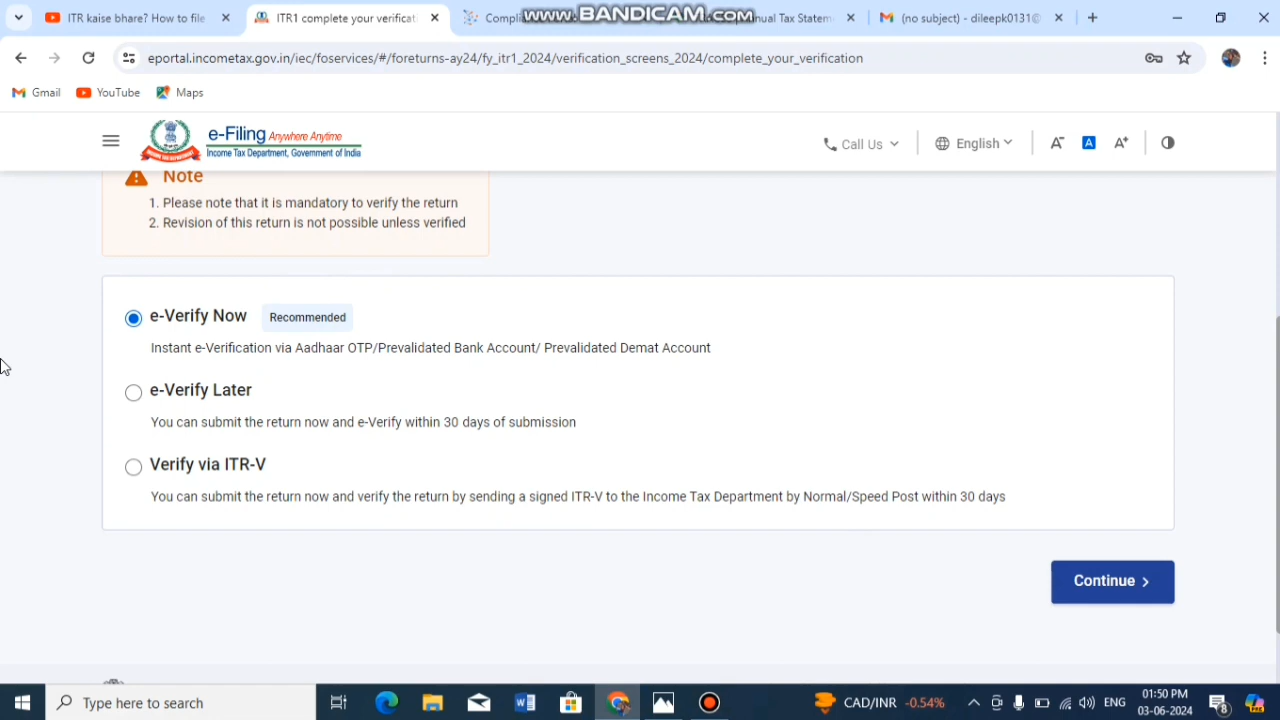 ITR kaise bhare? How to file
ITR1 complete your verificat
Compli
www.BANDICAM.com
nual Tax Statem
(no subject) - dileepk0131@
eportal.incometax.gov.in/iec/foservices/#/foreturns-ay24/fy_itr1_2024/verification_screens_2024/complete_your_verification
Gmail
YouTube
Maps
e-Filing Anywhere Anytime
Income Tax Department, Government of India
Call Us
English
A-
A
A+
Note
1. Please note that it is mandatory to verify the return
2. Revision of this return is not possible unless verified
e-Verify Now Recommended
Instant e-Verification via Aadhaar OTP/Prevalidated Bank Account/ Prevalidated Demat Account
e-Verify Later
You can submit the return now and e-Verify within 30 days of submission
Verify via ITR-V
You can submit the return now and verify the return by sending a signed ITR-V to the Income Tax Department by Normal/Speed Post within 30 days
Continue >
Type here to search
CAD/INR -0.54%
ENG
01:50 PM
03-06-2024
8